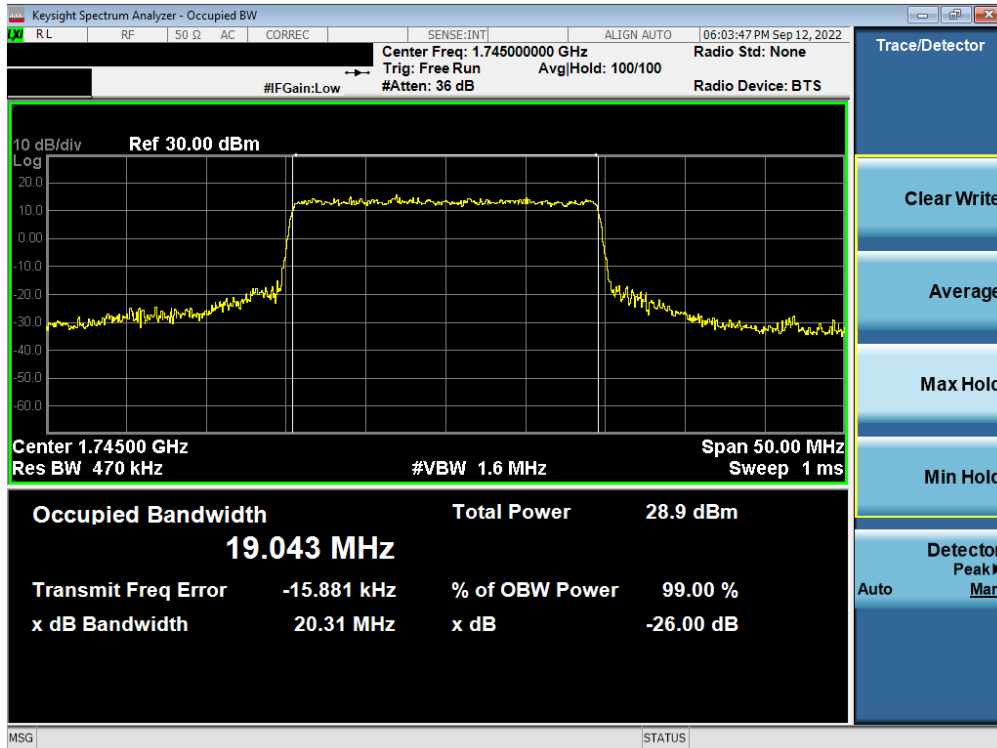 Keysight Spectrum Analyzer - Occupied BW
LXI RL RF 50 Ω AC CORREC SENSE:INT ALIGN AUTO 06:03:47 PM Sep 12, 2022
Center Freq: 1.745000000 GHz Radio Std: None
Trig: Free Run Avg|Hold: 100/100
#IFGain:Low #Atten: 36 dB Radio Device: BTS
Trace/Detector
10 dB/div Ref 30.00 dBm
Log
20.0
10.0
0.00
-10.0
-20.0
-30.0
-40.0
-50.0
-60.0
Center 1.74500 GHz Span 50.00 MHz
Res BW 470 kHz #VBW 1.6 MHz Sweep 1 ms
Occupied Bandwidth Total Power 28.9 dBm
19.043 MHz
Transmit Freq Error -15.881 kHz % of OBW Power 99.00 %
x dB Bandwidth 20.31 MHz x dB -26.00 dB
Clear Write
Average
Max Hold
Min Hold
Detector
Peak
Auto Man
MSG STATUS